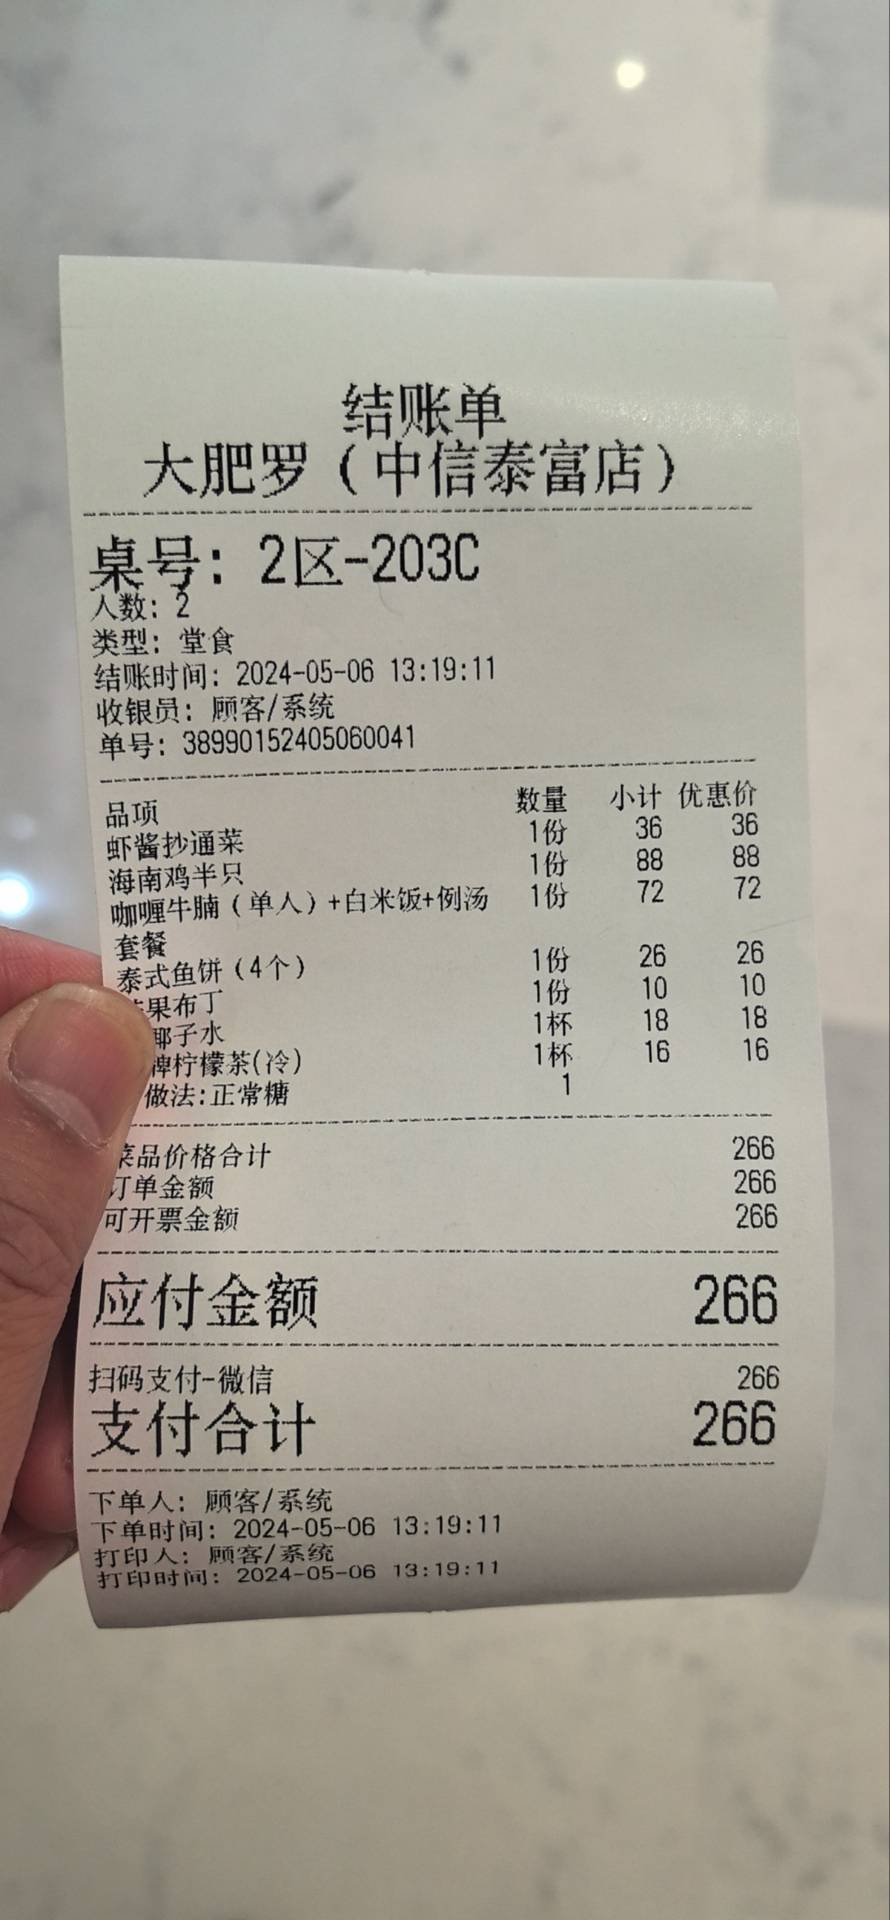 结账单
大肥罗（中信泰富店）
桌号: 2区-203C
人数: 2
类型: 堂食
结账时间: 2024-05-06 13:19:11
收银员: 顾客/系统
单号: 38990152405060041
品项 数量 小计 优惠价
虾酱抄通菜 1份 36 36
海南鸡半只 1份 88 88
咖喱牛腩（单人）+白米饭+例汤 1份 72 72
套餐
泰式鱼饼（4个） 1份 26 26
果布丁 1份 10 10
椰子水 1杯 18 18
牌柠檬茶(冷) 1杯 16 16
做法:正常糖 1
菜品价格合计 266
订单金额 266
可开票金额 266
应付金额 266
扫码支付-微信 266
支付合计 266
下单人: 顾客/系统
下单时间: 2024-05-06 13:19:11
打印人: 顾客/系统
打印时间: 2024-05-06 13:19:11